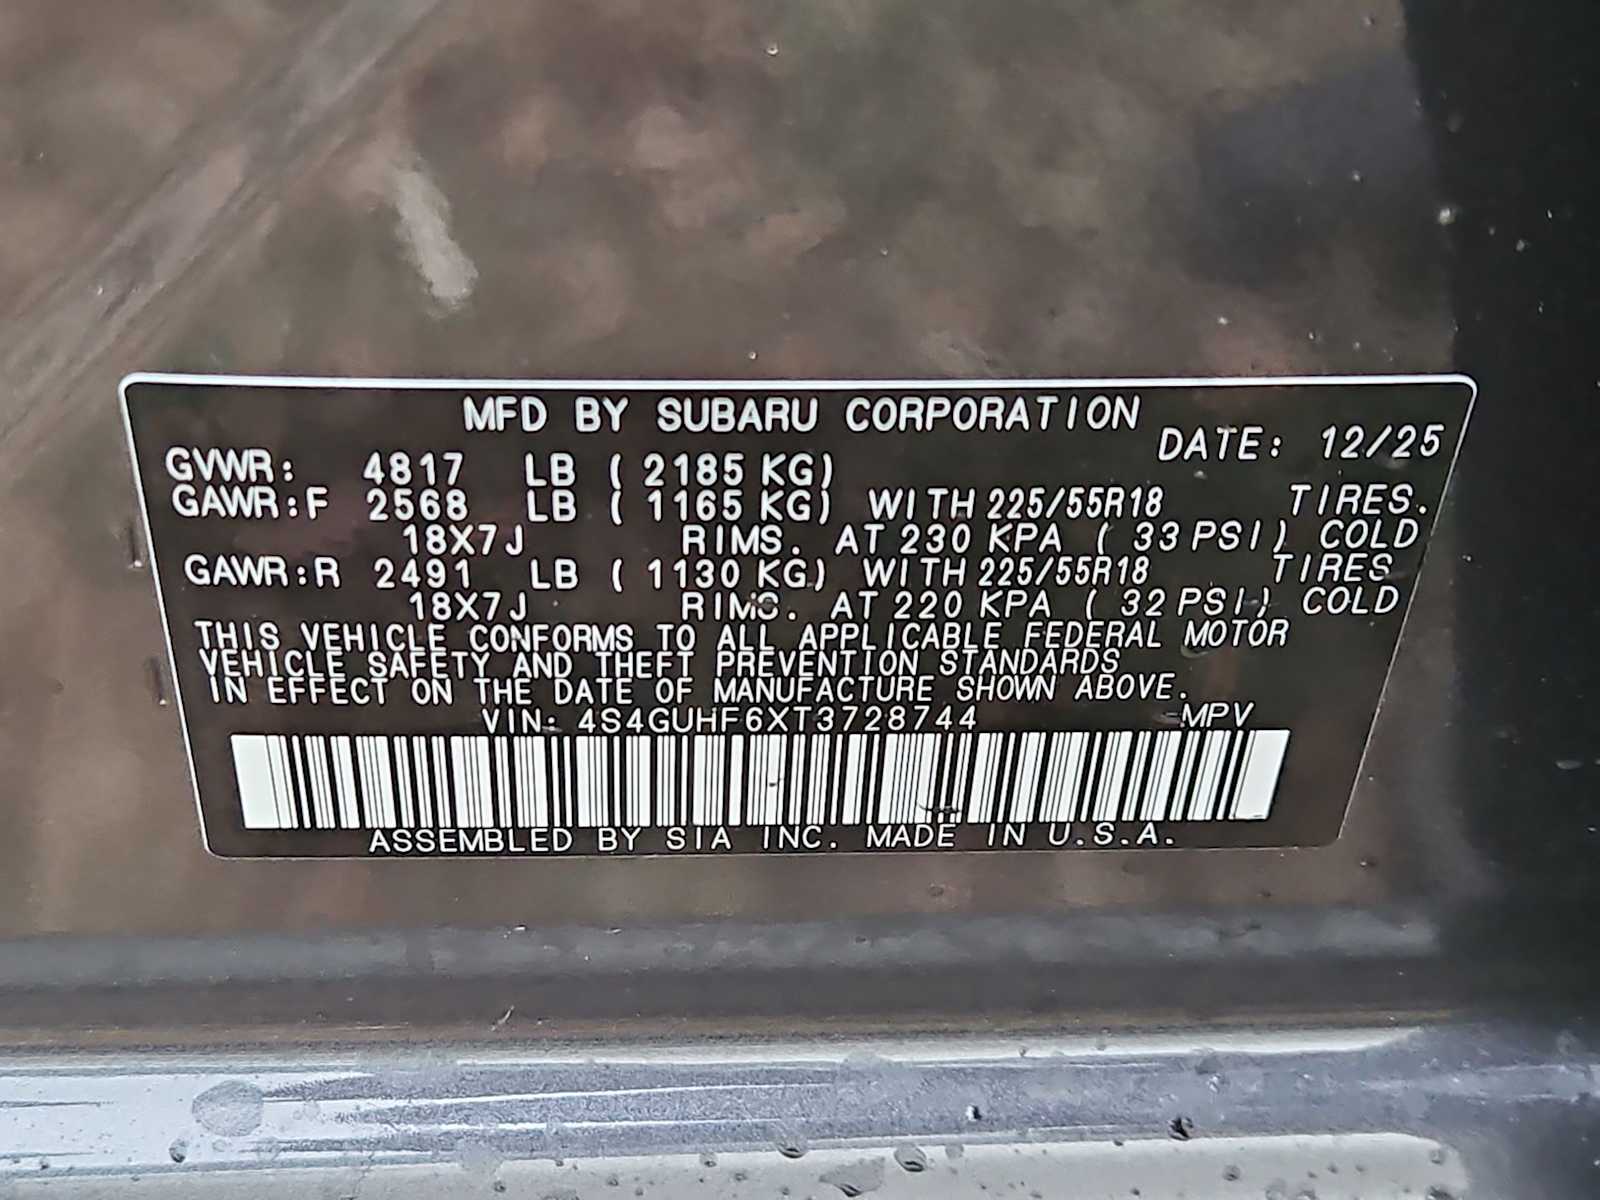 MFD BY SUBARU CORPORATION
DATE: 12/25
GVWR: 4817 LB ( 2185 KG)
GAWR:F 2568 LB ( 1165 KG) WITH 225/55R18 TIRES.
18X7J RIMS. AT 230 KPA ( 33 PSI) COLD
GAWR:R 2491 LB ( 1130 KG) WITH 225/55R18 TIRES
18X7J RIMS. AT 220 KPA ( 32 PSI) COLD
THIS VEHICLE CONFORMS TO ALL APPLICABLE FEDERAL MOTOR
VEHICLE SAFETY AND THEFT PREVENTION STANDARDS
IN EFFECT ON THE DATE OF MANUFACTURE SHOWN ABOVE.
VIN: 4S4GUHF6XT3728744 MPV
ASSEMBLED BY SIA INC. MADE IN U.S.A.